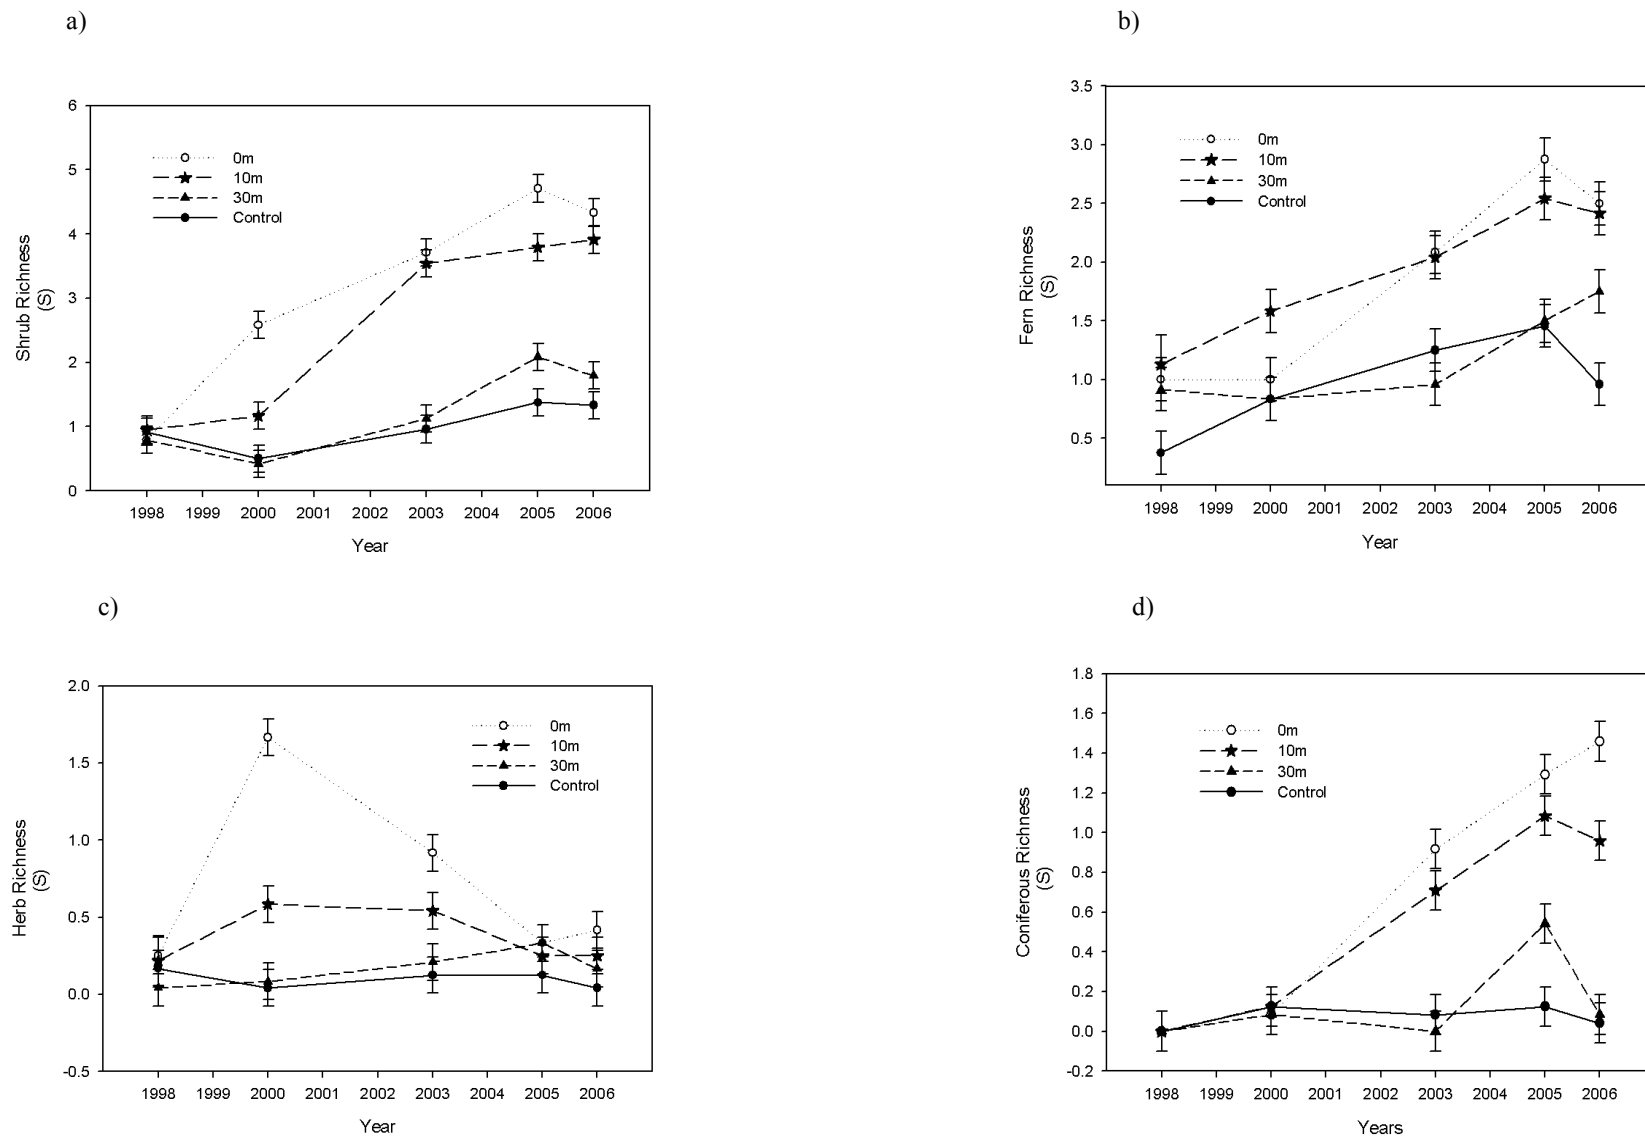 a)
6
5
4
3
2
1
0
Shrub Richness
(S)
0m
10m
30m
Control
1998 1999 2000 2001 2002 2003 2004 2005 2006
Year
b)
3.5
3.0
2.5
2.0
1.5
1.0
0.5
Fern Richness
(S)
0m
10m
30m
Control
1998 1999 2000 2001 2002 2003 2004 2005 2006
Year
c)
2.0
1.5
1.0
0.5
0.0
-0.5
Herb Richness
(S)
0m
10m
30m
Control
1998 1999 2000 2001 2002 2003 2004 2005 2006
Year
d)
1.8
1.6
1.4
1.2
1.0
0.8
0.6
0.4
0.2
0.0
-0.2
Coniferous Richness
(S)
0m
10m
30m
Control
1998 1999 2000 2001 2002 2003 2004 2005 2006
Years